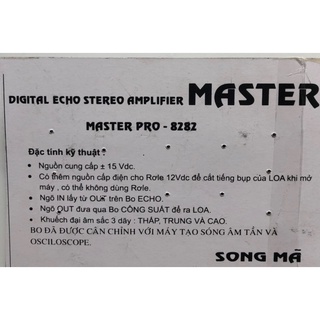 DIGITAL ECHO STEREO AMPLIFIER MASTER
MASTER PRO - 8282
Đặc tinh kỹ thuật :
• Nguồn cung cấp ± 15 Vdc.
• Có thêm nguồn cấp điện cho Rơle 12Vdc để cắt tiếng bụp của LOA khi mở
máy , có thể không dùng Rơle.
• Ngõ IN lấy từ OUT trên Bo ECHO.
• Ngõ OUT đưa qua Bo CÔNG SUẤT để ra LOA.
• Khuếch đại âm sắc 3 dây : THẤP, TRUNG VÀ CAO.
BO ĐÃ ĐƯỢC CÂN CHỈNH VỚI MÁY TẠO SÓNG ÂM TẦN VÀ
OSCILOSCOPE.
SONG MÃ